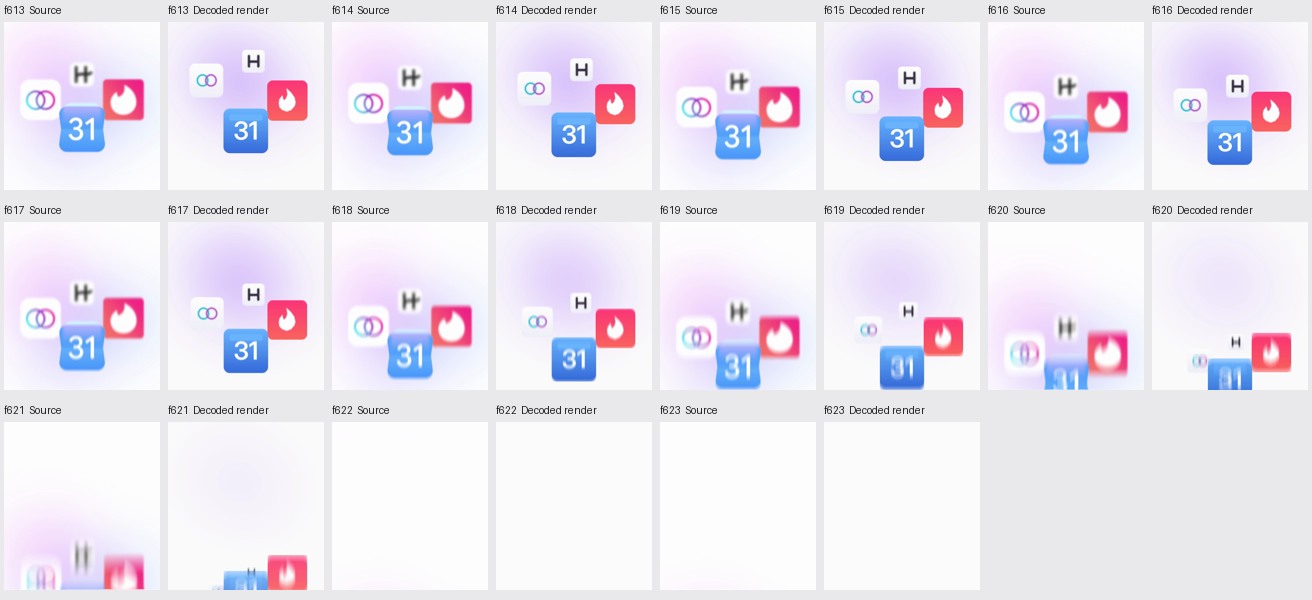 f613 Source
f613 Decoded render
f614 Source
f614 Decoded render
f615 Source
f615 Decoded render
f616 Source
f616 Decoded render
H
31
H
31
H
31
H
31
H
31
H
31
H
31
H
31
f617 Source
f617 Decoded render
f618 Source
f618 Decoded render
f619 Source
f619 Decoded render
f620 Source
f620 Decoded render
H
31
H
31
H
31
H
31
H
31
H
31
H
31
H
31
f621 Source
f621 Decoded render
f622 Source
f622 Decoded render
f623 Source
f623 Decoded render